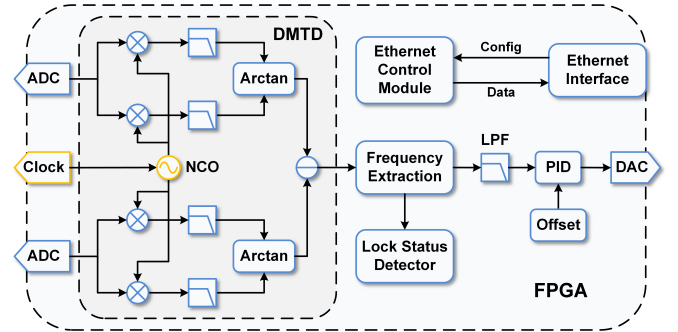 DMTD
ADC
Arctan
Ethernet
Control
Module
Config
Data
Ethernet
Interface
Clock
NCO
Frequency
Extraction
LPF
PID
DAC
Offset
ADC
Arctan
Lock Status
Detector
FPGA